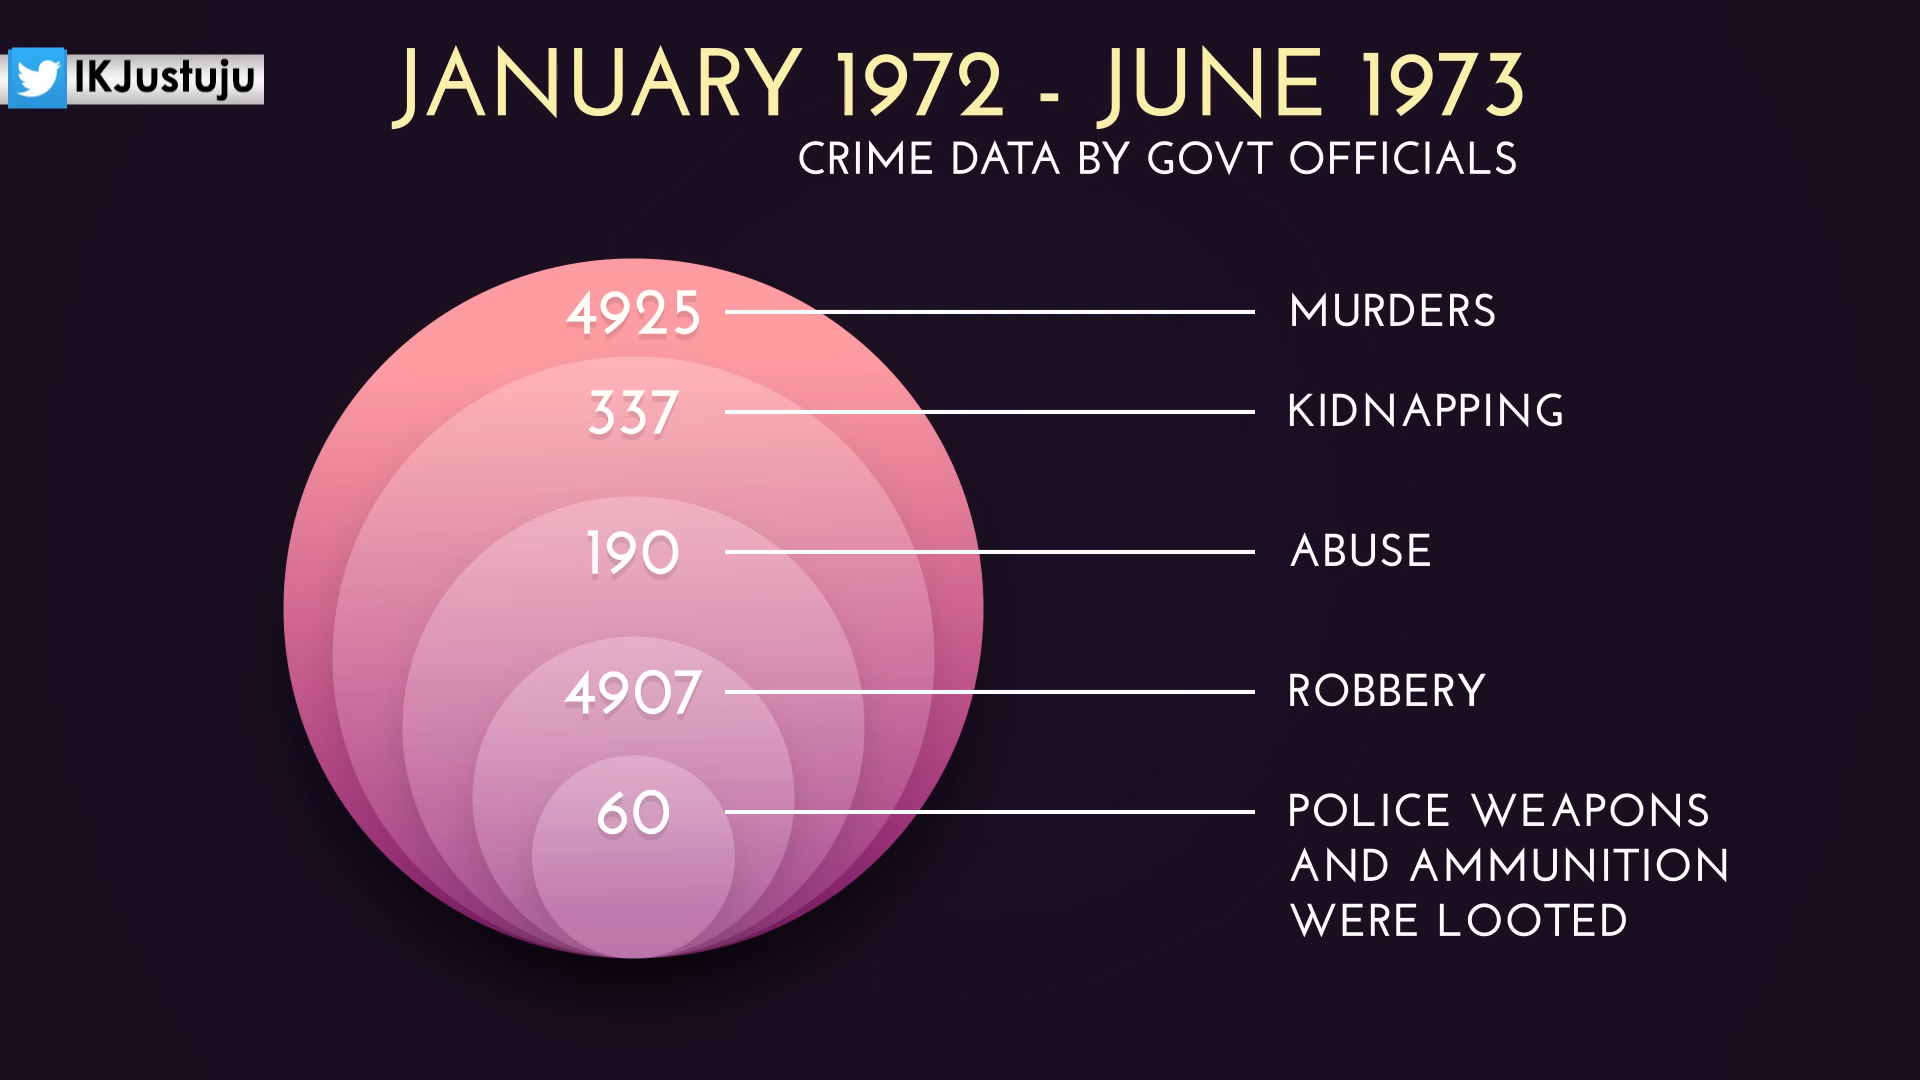 IKJustuju
JANUARY 1972 - JUNE 1973
CRIME DATA BY GOVT OFFICIALS
4925 MURDERS
337 KIDNAPPING
190 ABUSE
4907 ROBBERY
60 POLICE WEAPONS
AND AMMUNITION
WERE LOOTED